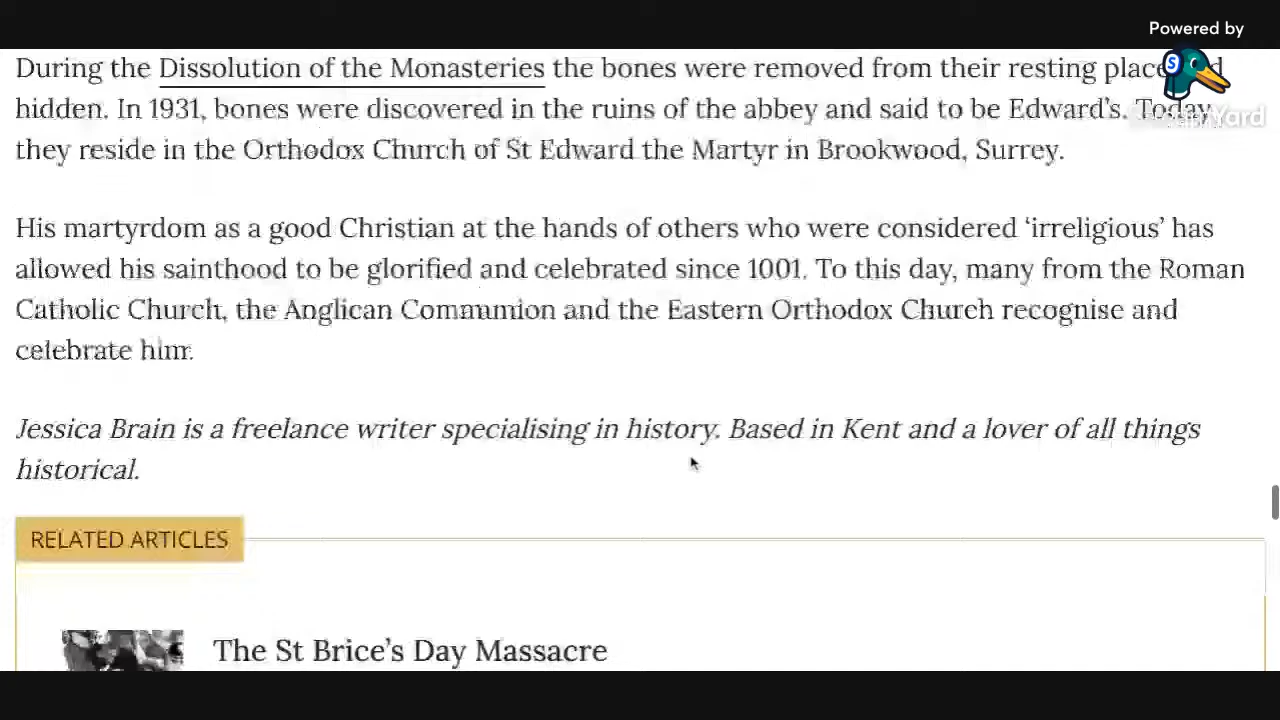 Powered by
During the Dissolution of the Monasteries the bones were removed from their resting place
hidden. In 1931, bones were discovered in the ruins of the abbey and said to be Edward's. Today
they reside in the Orthodox Church of St Edward the Martyr in Brookwood, Surrey.
His martyrdom as a good Christian at the hands of others who were considered ‘irreligious’ has
allowed his sainthood to be glorified and celebrated since 1001. To this day, many from the Roman
Catholic Church, the Anglican Communion and the Eastern Orthodox Church recognise and
celebrate him.
Jessica Brain is a freelance writer specialising in history. Based in Kent and a lover of all things
historical.
RELATED ARTICLES
The St Brice’s Day Massacre